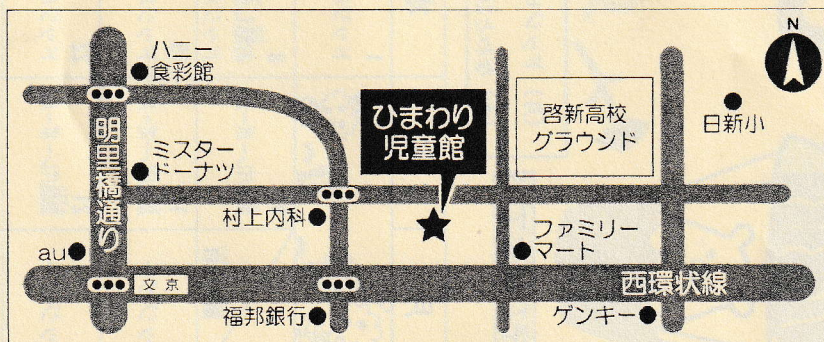 N
ハニー
食彩館
明里橋通り
ミスター
ドーナツ
ひまわり
児童館
啓新高校
グラウンド
日新小
村上内科
au
ファミリー
マート
文京
西環状線
福邦銀行
ゲンキー